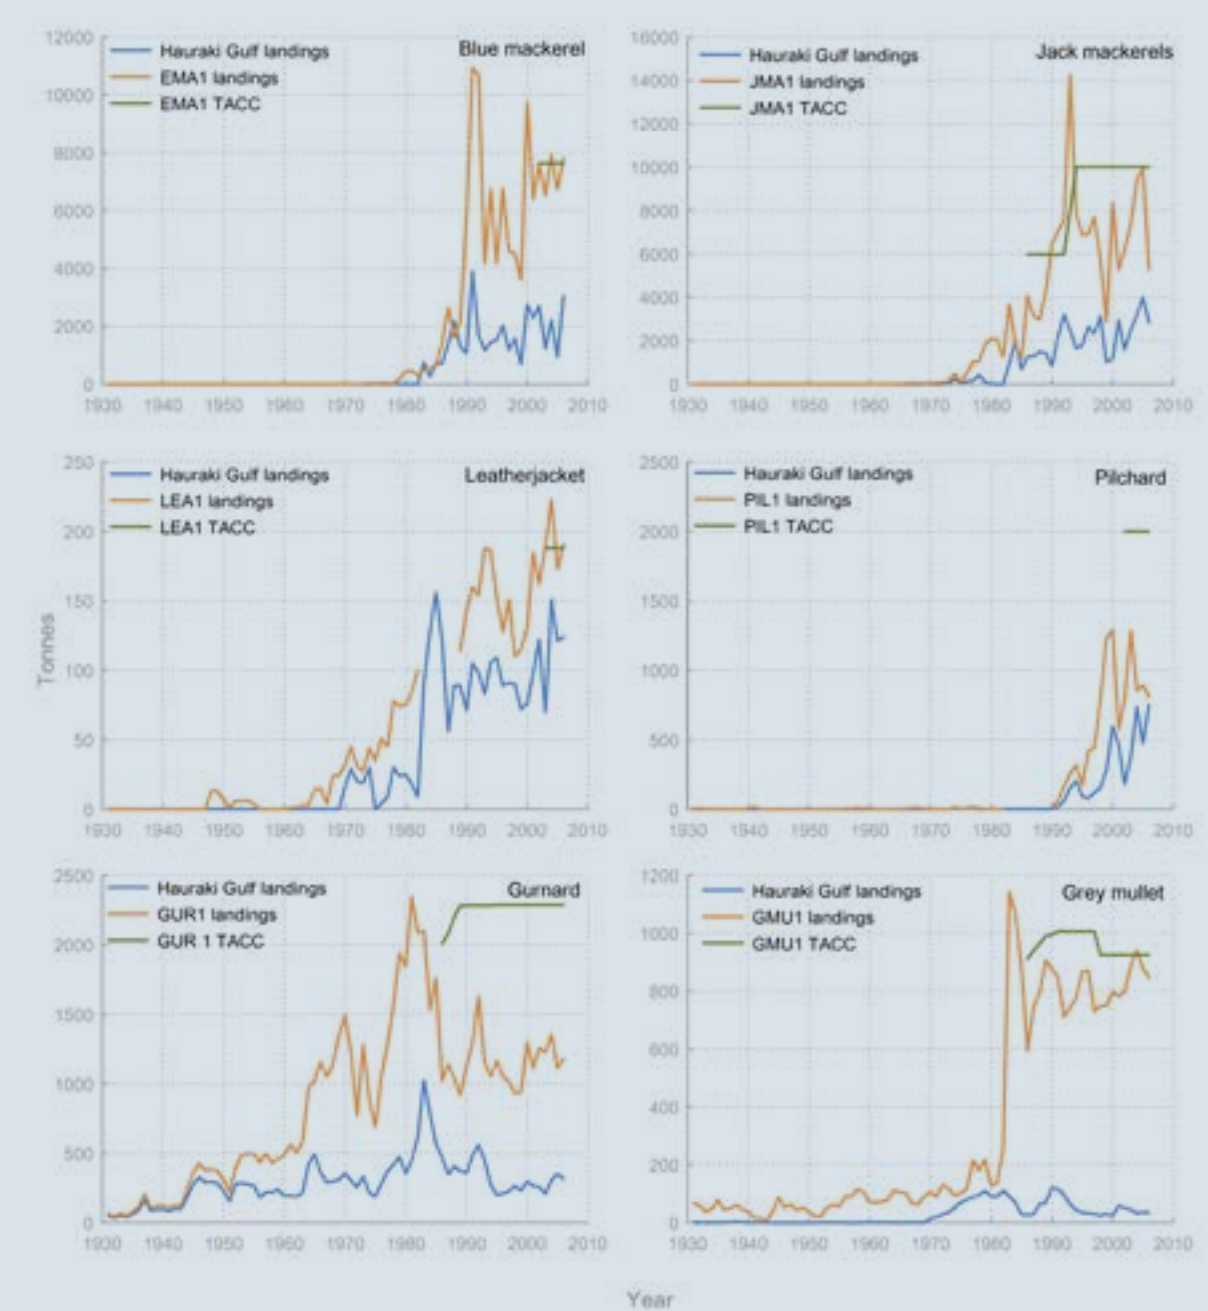 Blue mackerel
Hauraki Gulf landings
EMA1 landings
EMA1 TACC
12000
10000
8000
6000
4000
2000
0
1930 1940 1950 1960 1970 1980 1990 2000 2010
Jack mackerels
Hauraki Gulf landings
JMA1 landings
JMA1 TACC
16000
14000
12000
10000
8000
6000
4000
2000
0
1930 1940 1950 1960 1970 1980 1990 2000 2010
Tonnes
Leatherjacket
Hauraki Gulf landings
LEA1 landings
LEA1 TACC
250
200
150
100
50
0
1930 1940 1950 1960 1970 1980 1990 2000 2010
Pilchard
Hauraki Gulf landings
PIL1 landings
PIL1 TACC
2500
2000
1500
1000
500
0
1930 1940 1950 1960 1970 1980 1990 2000 2010
Gurnard
Hauraki Gulf landings
GUR1 landings
GUR 1 TACC
2500
2000
1500
1000
500
0
1930 1940 1950 1960 1970 1980 1990 2000 2010
Grey mullet
Hauraki Gulf landings
GMU1 landings
GMU1 TACC
1200
1000
800
600
400
200
0
1930 1940 1950 1960 1970 1980 1990 2000 2010
Year